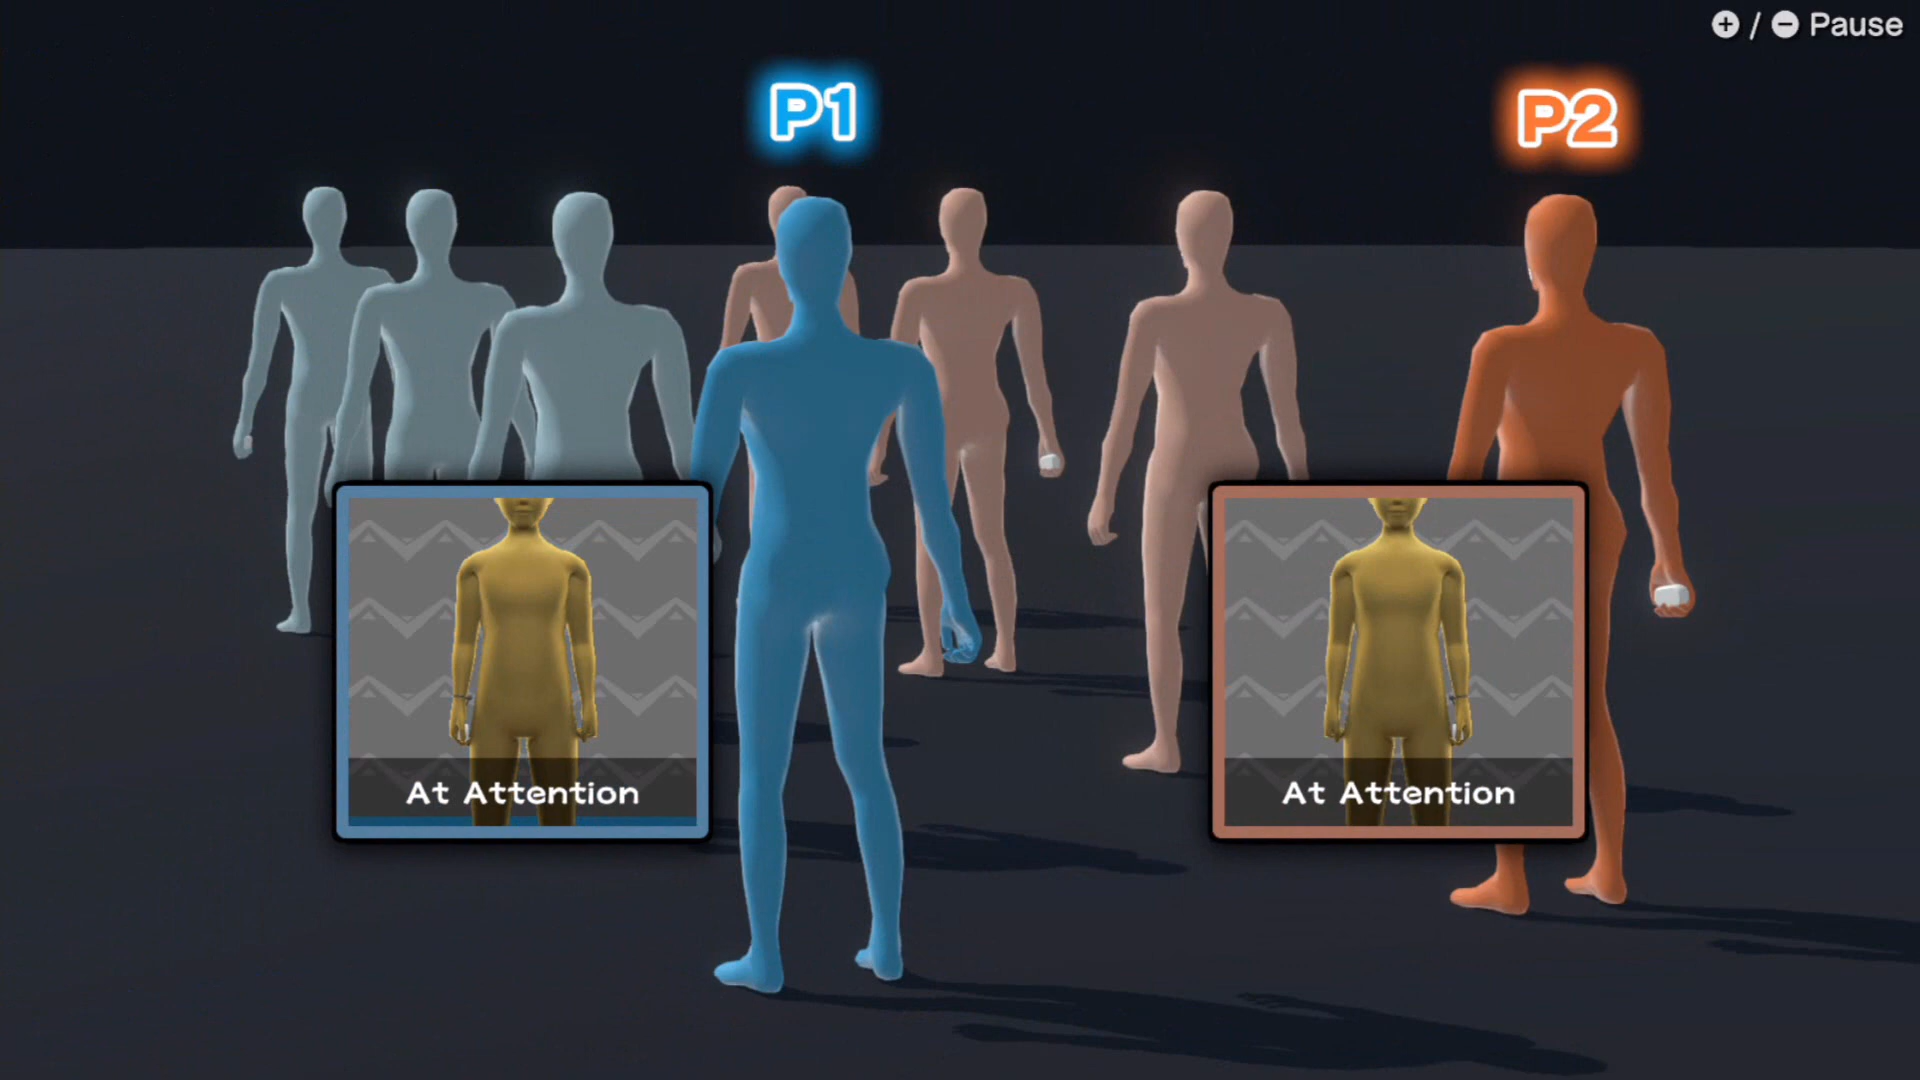 + / - Pause
P1
P2
At Attention
At Attention